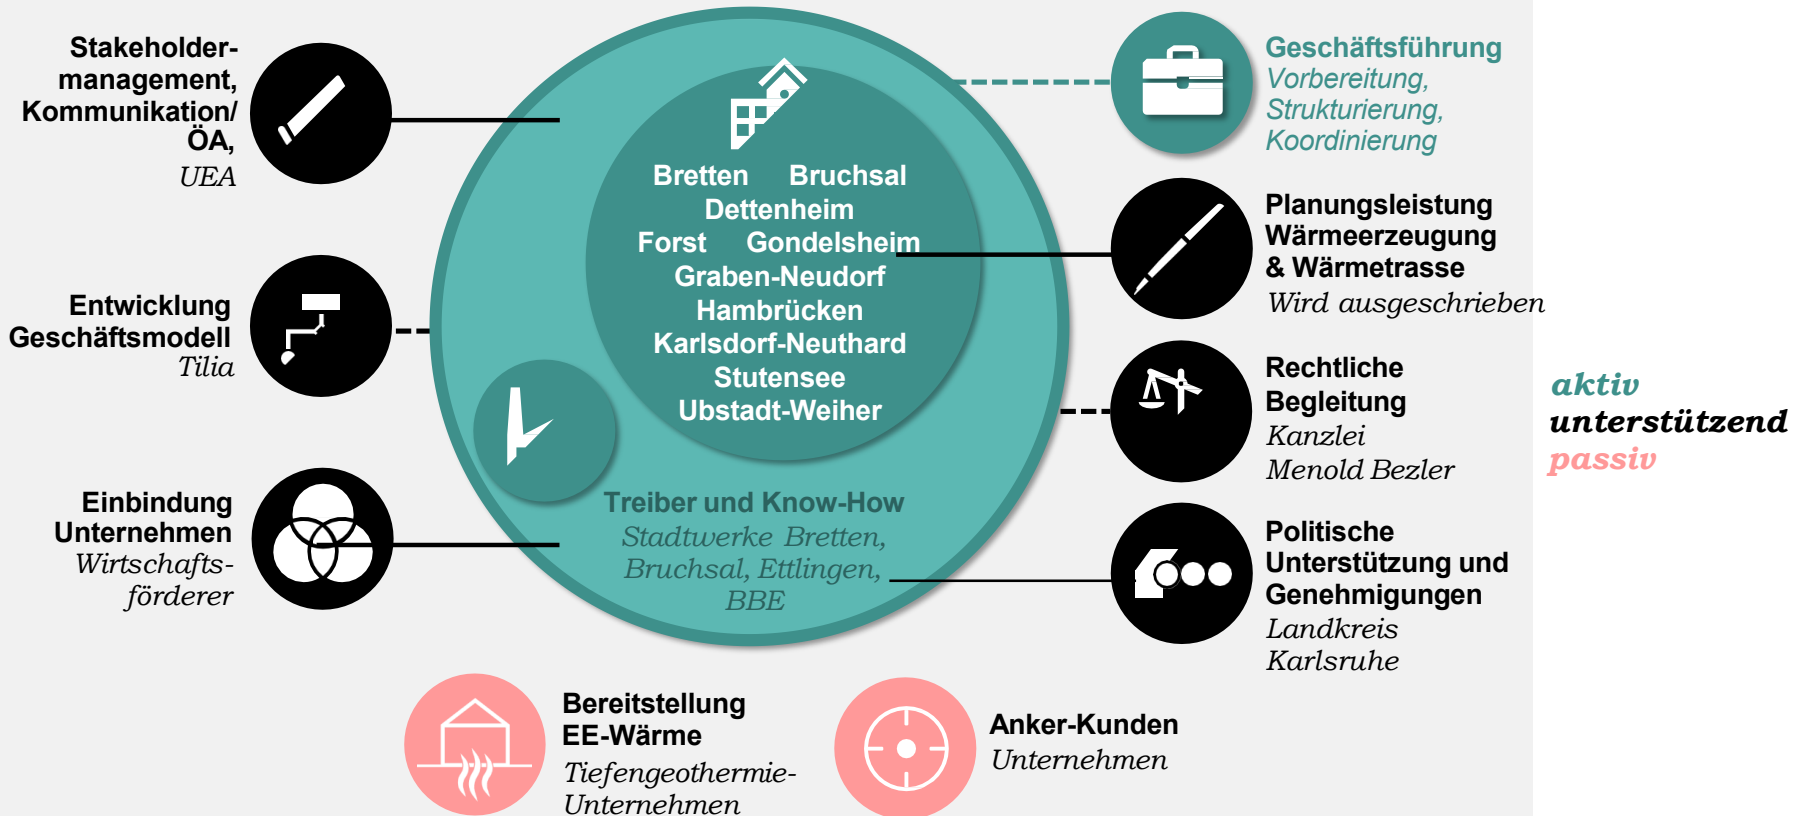 Stakeholder-
management,
Kommunikation/
ÖA,
UEA
Entwicklung
Geschäftsmodell
Tilia
Einbindung
Unternehmen
Wirtschafts-
förderer
Bretten Bruchsal
Dettenheim
Forst Gondelsheim
Graben-Neudorf
Hambrücken
Karlsdorf-Neuthard
Stutensee
Ubstadt-Weiher
Treiber und Know-How
Stadtwerke Bretten,
Bruchsal, Ettlingen,
BBE
Geschäftsführung
Vorbereitung,
Strukturierung,
Koordinierung
Planungsleistung
Wärmeerzeugung
& Wärmetrasse
Wird ausgeschrieben
Rechtliche
Begleitung
Kanzlei
Menold Bezler
Politische
Unterstützung und
Genehmigungen
Landkreis
Karlsruhe
aktiv
unterstützend
passiv
Bereitstellung
EE-Wärme
Tiefengeothermie-
Unternehmen
Anker-Kunden
Unternehmen